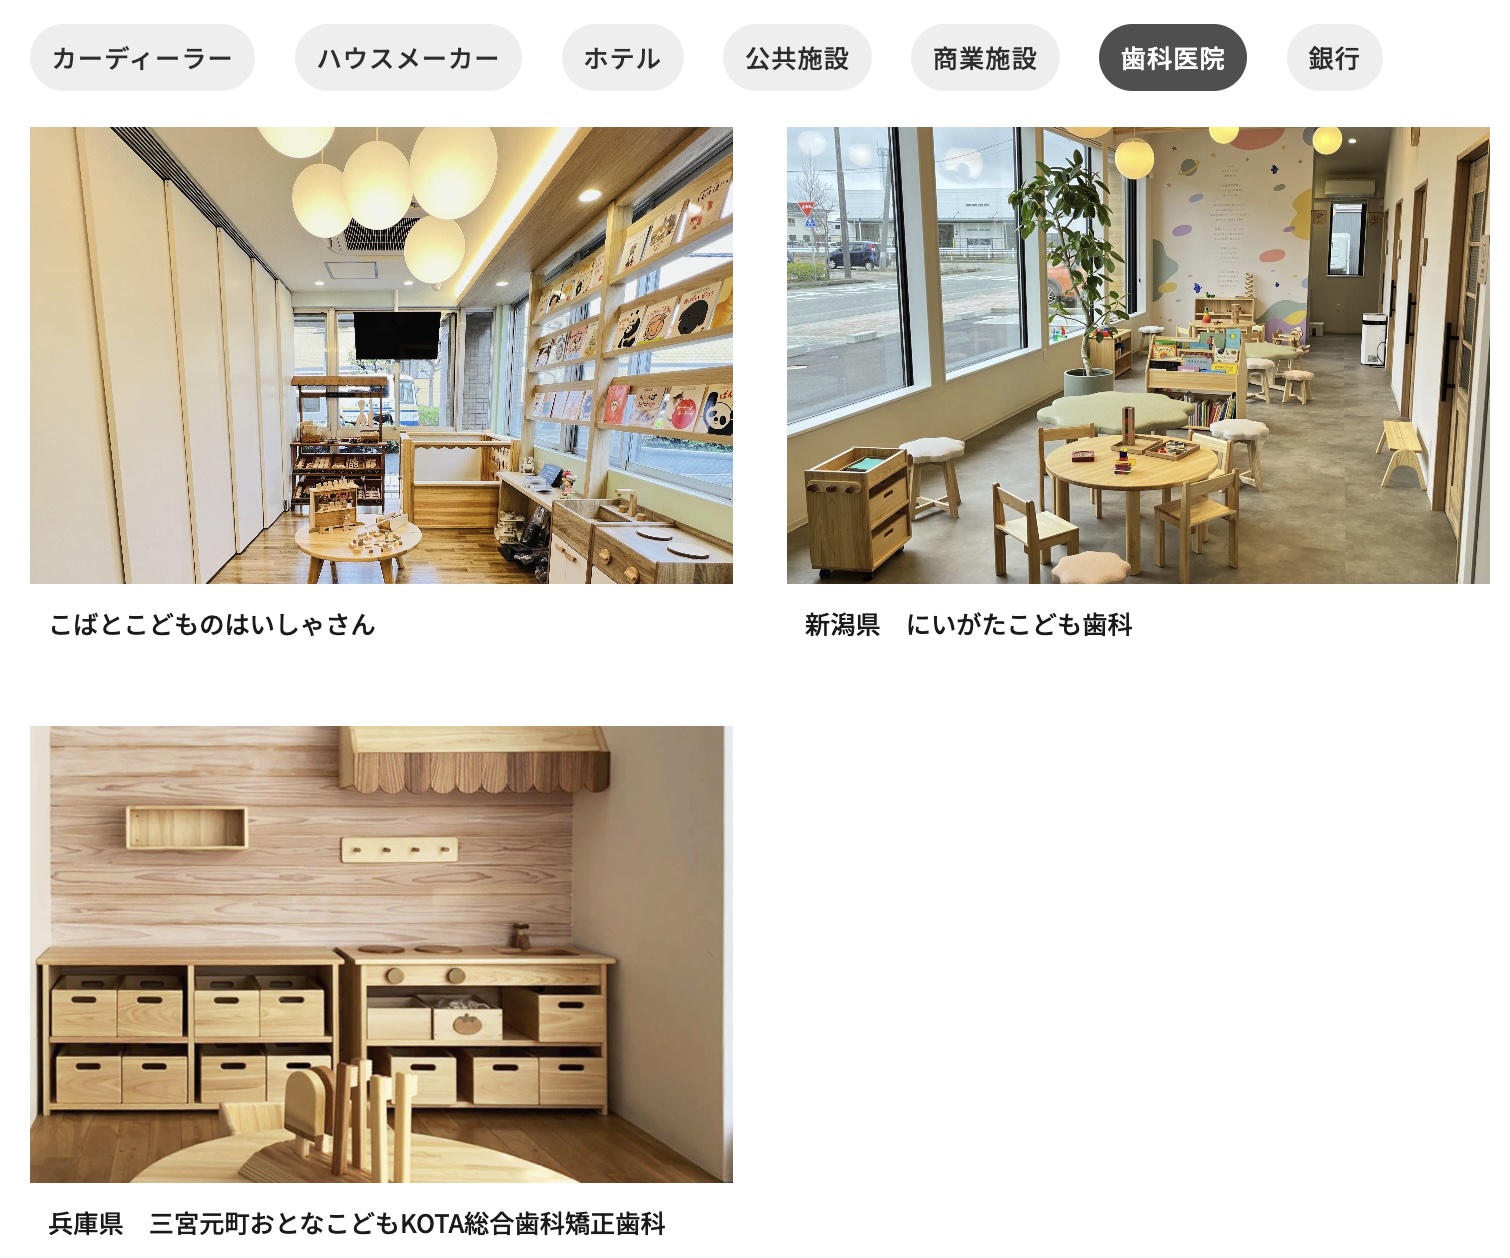 カーディーラー
ハウスメーカー
ホテル
公共施設
商業施設
歯科医院
銀行
こばとこどものはいしゃさん
新潟県　にいがたこども歯科
兵庫県　三宮元町おとなこどもKOTA総合歯科矯正歯科